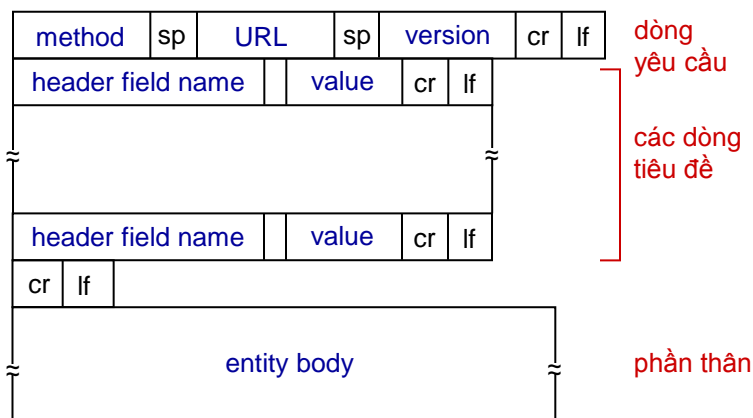 method sp URL sp version cr lf
dòng
yêu cầu
header field name value cr lf
≈ ≈
các dòng
tiêu đề
header field name value cr lf
cr lf
≈ entity body ≈
phần thân